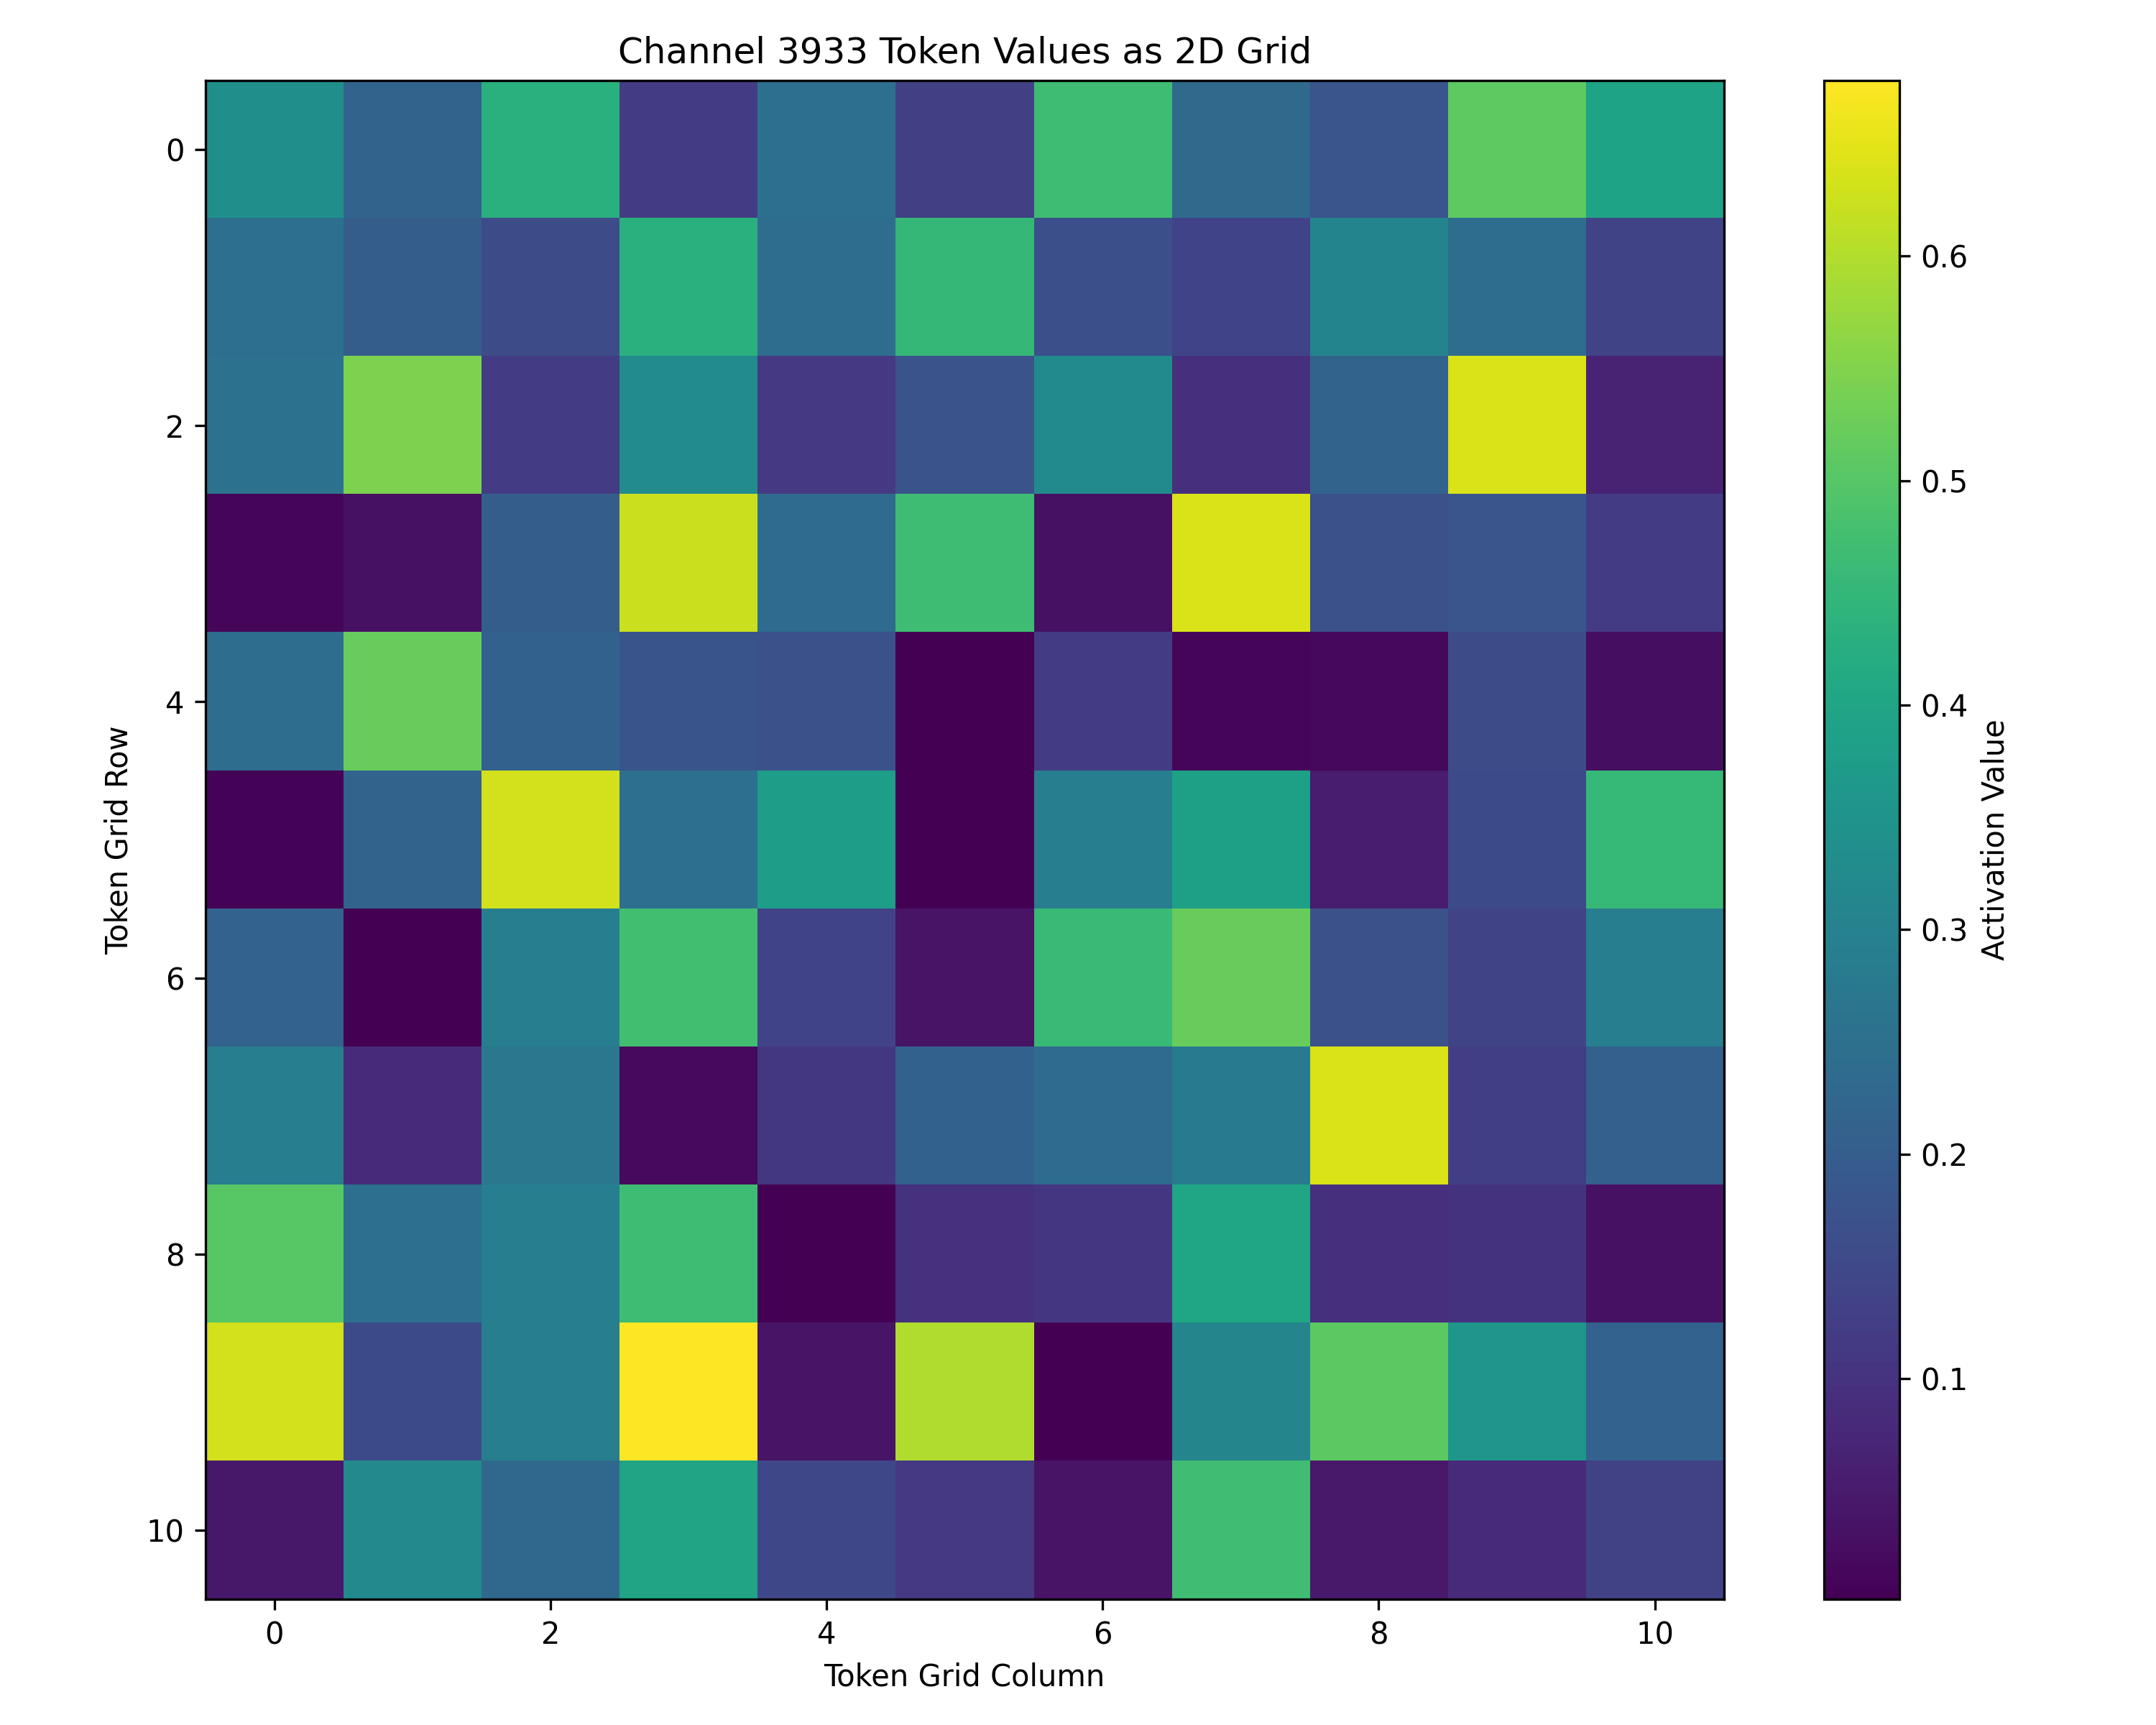 Channel 3933 Token Values as 2D Grid
0
2
4
6
8
10
Token Grid Row
0 2 4 6 8 10
Token Grid Column
0.6
0.5
0.4
0.3
0.2
0.1
Activation Value